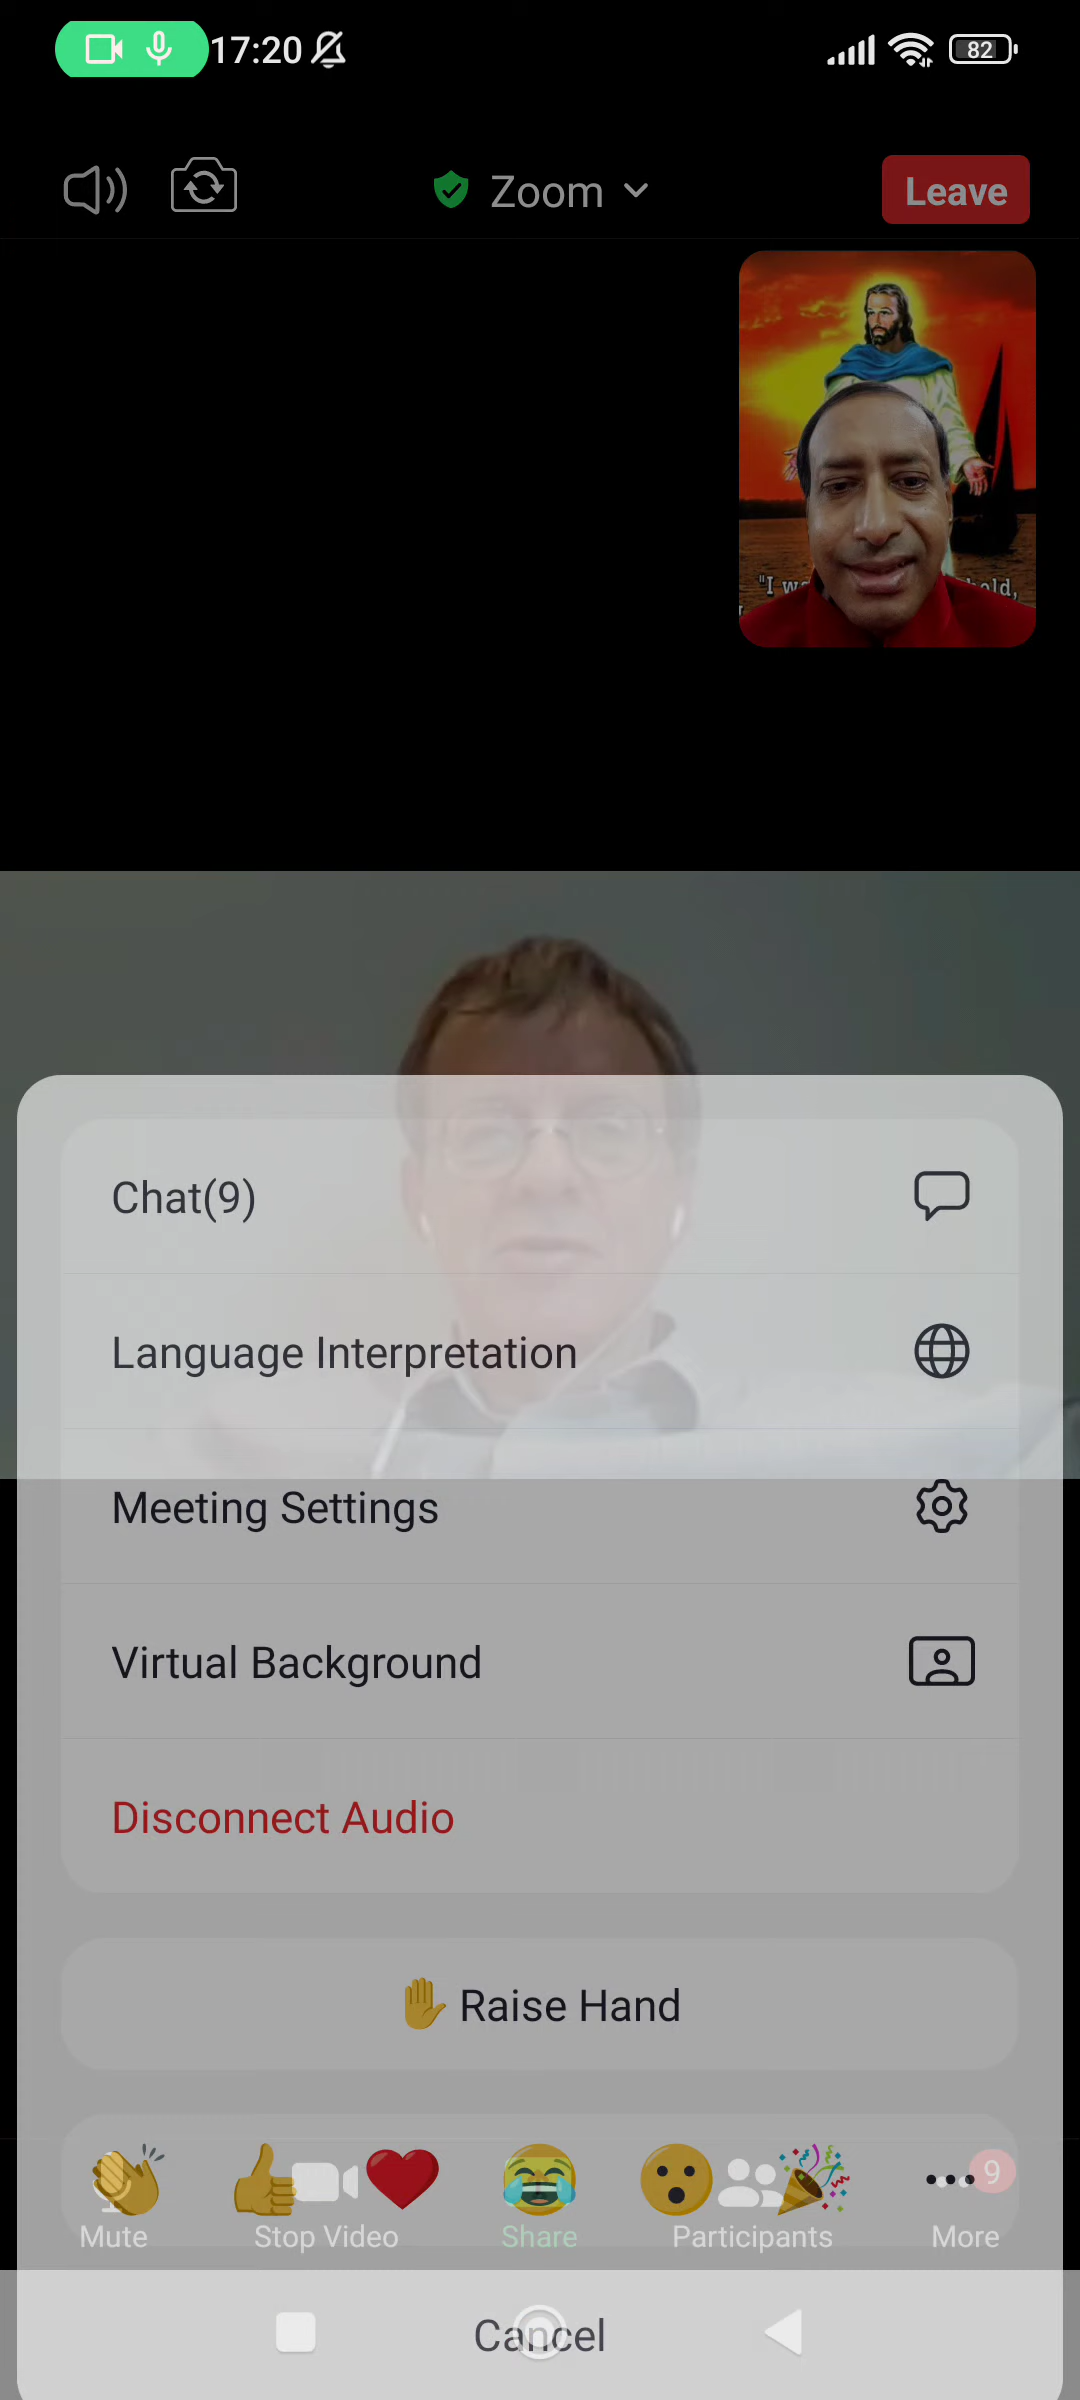 17:20
82
Zoom
Leave
"I
Chat(9)
Language Interpretation
Meeting Settings
Virtual Background
Disconnect Audio
Raise Hand
9
Mute
Stop Video
Share
Participants
More
Cancel